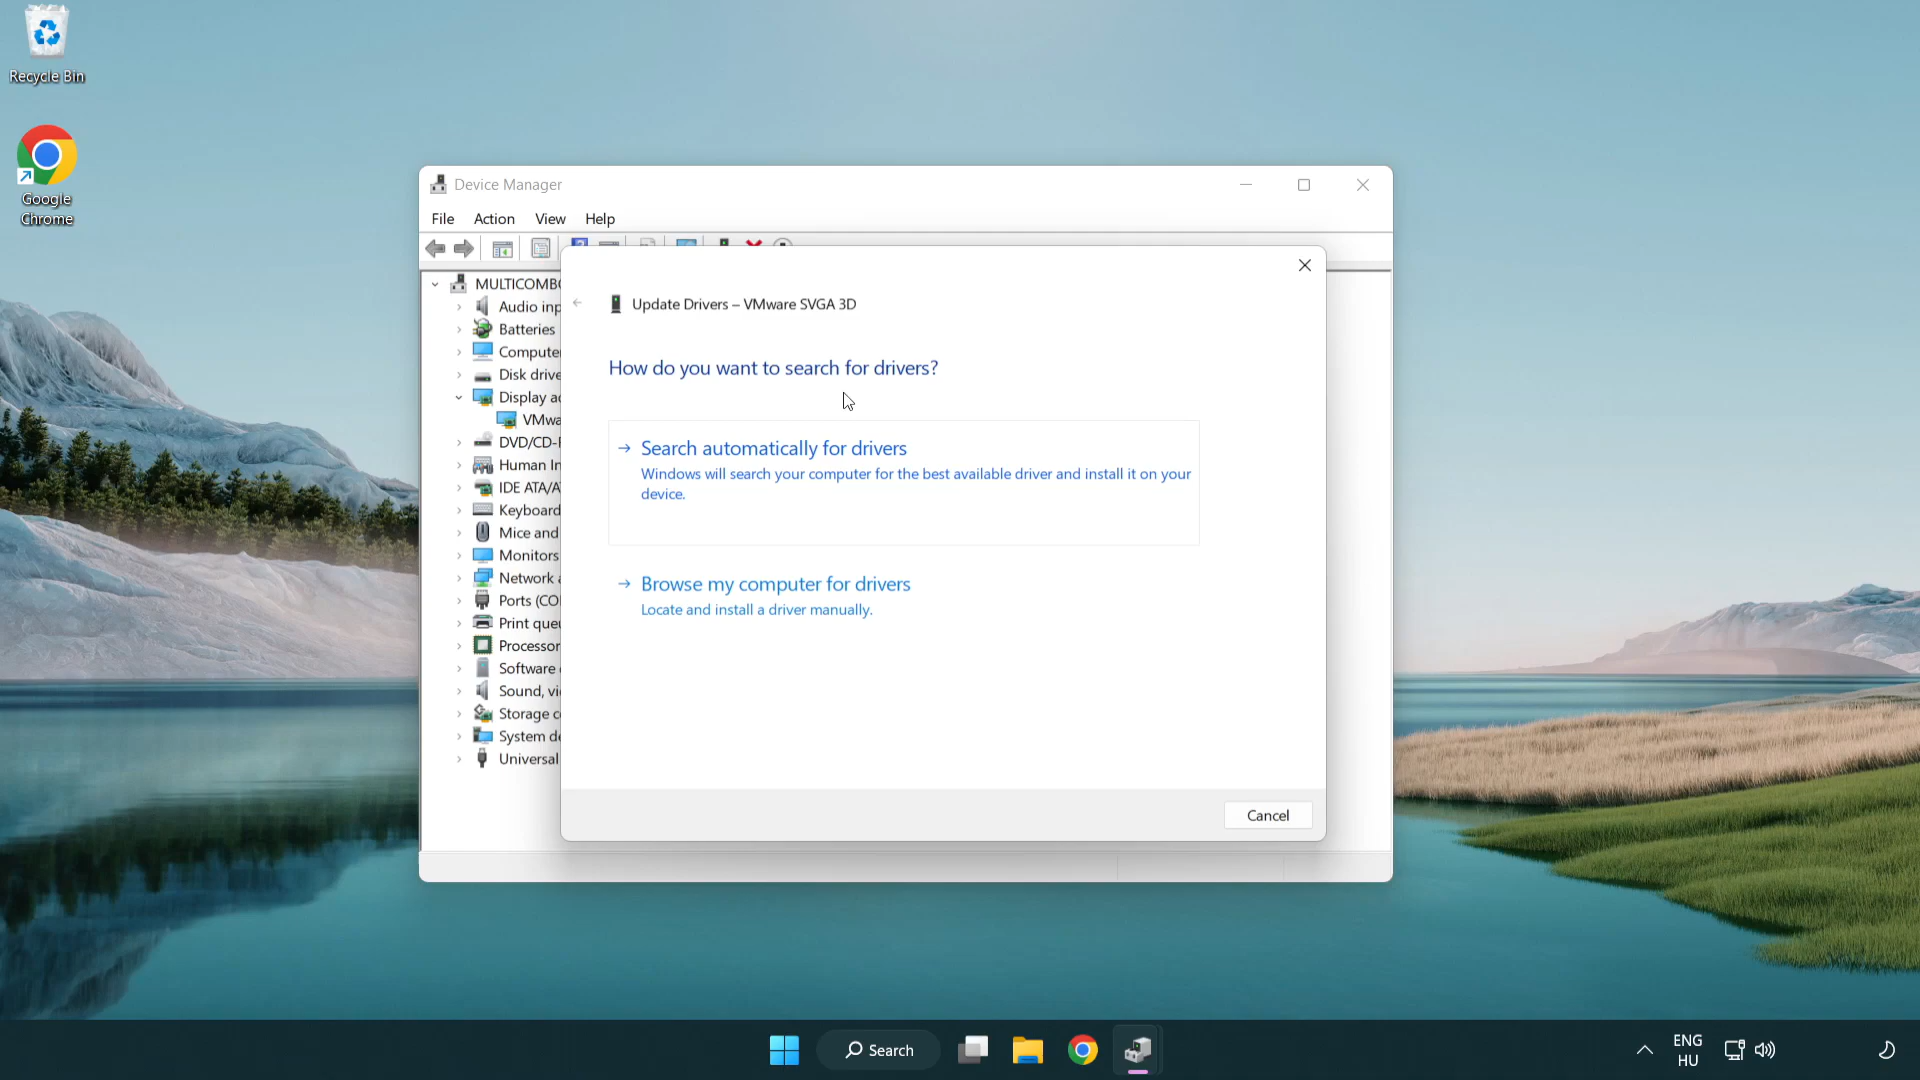 Recycle Bin
Google
Chrome
Device Manager
File Action View Help
Update Drivers – VMware SVGA 3D
How do you want to search for drivers?
→ Search automatically for drivers
Windows will search your computer for the best available driver and install it on your
device.
→ Browse my computer for drivers
Locate and install a driver manually.
Cancel
MULTICOMBO
Audio inp
Batteries
Compute
Disk drive
Display a
VMwa
DVD/CD-
Human In
IDE ATA/A
Keyboard
Mice and
Monitors
Network a
Ports (CO
Print que
Processor
Software
Sound, vi
Storage c
System de
Universal
Search
ENG
HU